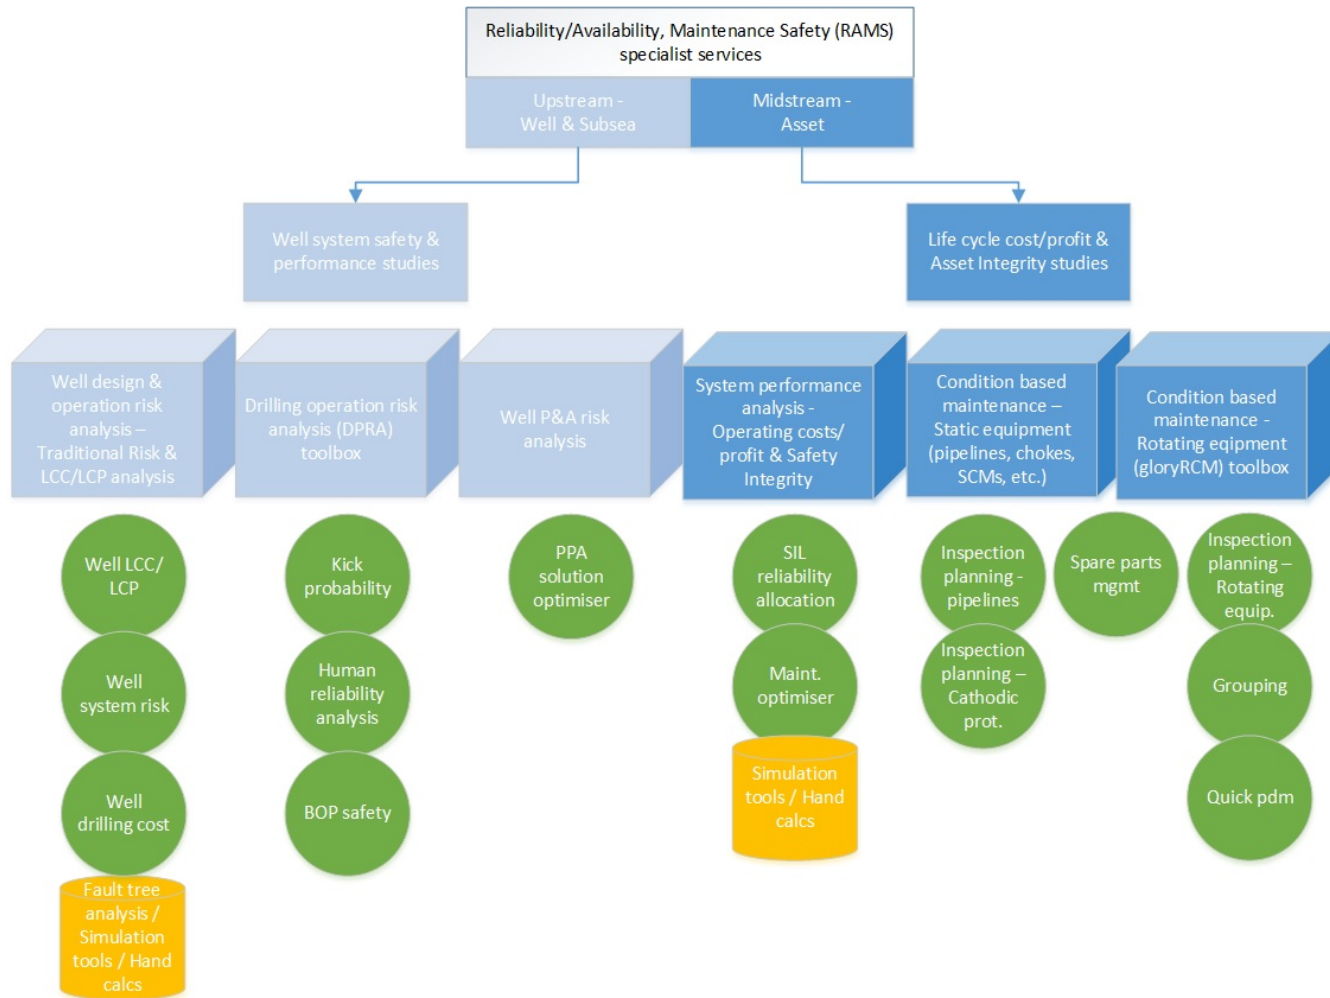 Reliability/Availability, Maintenance Safety (RAMS)
specialist services
Upstream -
Well & Subsea
Midstream -
Asset
Well system safety &
performance studies
Life cycle cost/profit &
Asset Integrity studies
Well design &
operation risk
analysis –
Traditional Risk &
LCC/LCP analysis
Drilling operation risk
analysis (DPRA)
toolbox
Well P&A risk
analysis
System performance
analysis -
Operating costs/
profit & Safety
Integrity
Condition based
maintenance –
Static equipment
(pipelines, chokes,
SCMs, etc.)
Condition based
maintenance -
Rotating eqipment
(gloryRCM) toolbox
Well LCC/
LCP
Well
system risk
Well
drilling cost
Fault tree
analysis /
Simulation
tools / Hand
calcs
Kick
probability
Human
reliability
analysis
BOP safety
PPA
solution
optimiser
SIL
reliability
allocation
Maint.
optimiser
Simulation
tools / Hand
calcs
Inspection
planning -
pipelines
Inspection
planning –
Cathodic
prot.
Spare parts
mgmt
Inspection
planning –
Rotating
equip.
Grouping
Quick pdm